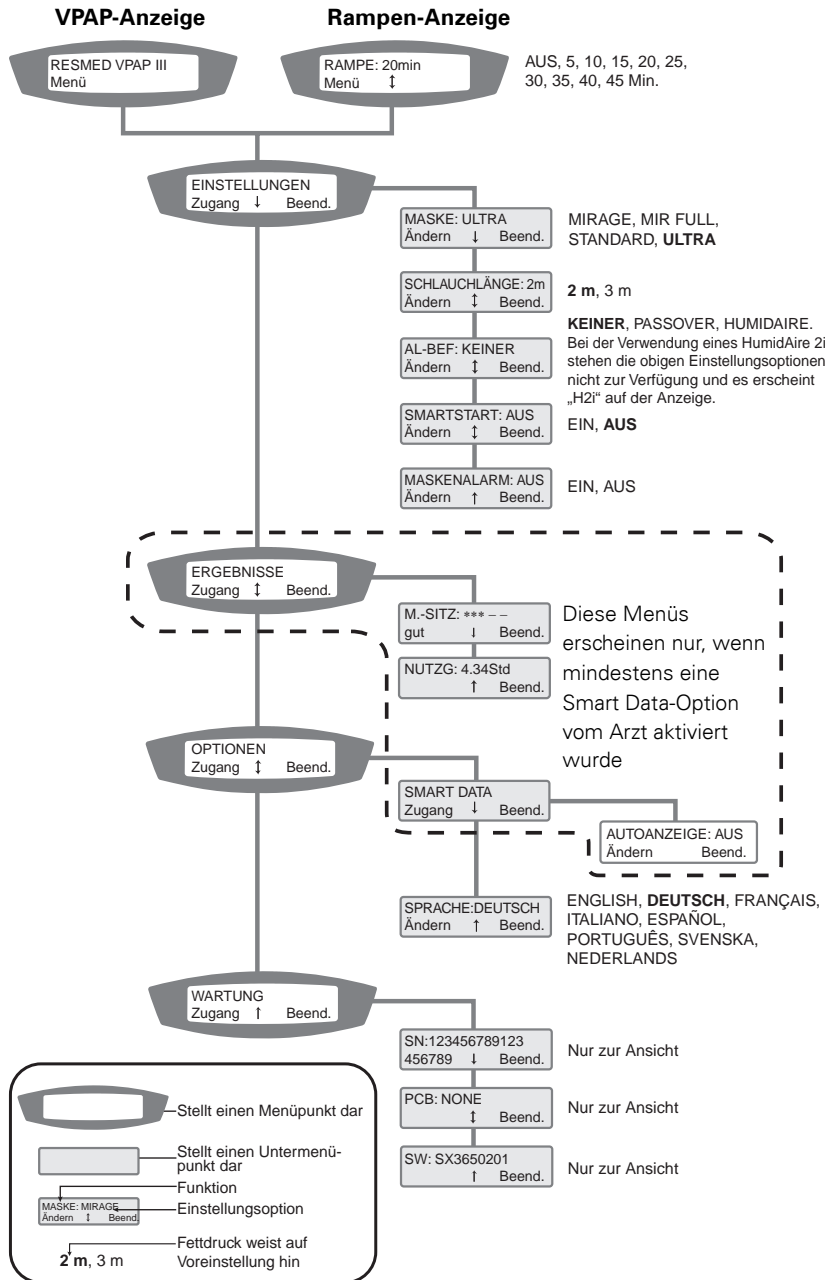 VPAP-Anzeige
Rampen-Anzeige
RESMED VPAP III
Menü
RAMPE: 20min
Menü ↕
AUS, 5, 10, 15, 20, 25,
30, 35, 40, 45 Min.
EINSTELLUNGEN
Zugang ↓ Beend.
MASKE: ULTRA
Ändern ↓ Beend.
MIRAGE, MIR FULL,
STANDARD, ULTRA
SCHLAUCHLÄNGE: 2m
Ändern ↕ Beend.
2 m, 3 m
AL-BEF: KEINER
Ändern ↕ Beend.
KEINER, PASSOVER, HUMIDAIRE.
Bei der Verwendung eines HumidAire 2i
stehen die obigen Einstellungsoptionen
nicht zur Verfügung und es erscheint
„H2i“ auf der Anzeige.
SMARTSTART: AUS
Ändern ↕ Beend.
EIN, AUS
MASKENALARM: AUS
Ändern ↑ Beend.
EIN, AUS
ERGEBNISSE
Zugang ↕ Beend.
M.-SITZ: *** – –
gut ↓ Beend.
NUTZG: 4.34Std
↑ Beend.
Diese Menüs
erscheinen nur, wenn
mindestens eine
Smart Data-Option
vom Arzt aktiviert
wurde
OPTIONEN
Zugang ↕ Beend.
SMART DATA
Zugang ↓ Beend.
AUTOANZEIGE: AUS
Ändern Beend.
SPRACHE:DEUTSCH
Ändern ↑ Beend.
ENGLISH, DEUTSCH, FRANÇAIS,
ITALIANO, ESPAÑOL,
PORTUGUÊS, SVENSKA,
NEDERLANDS
WARTUNG
Zugang ↑ Beend.
SN:123456789123
456789 ↓ Beend.
Nur zur Ansicht
PCB: NONE
↕ Beend.
Nur zur Ansicht
SW: SX3650201
↑ Beend.
Nur zur Ansicht
Stellt einen Menüpunkt dar
Stellt einen Untermenü-
punkt dar
Funktion
MASKE: MIRAGE
Ändern ↕ Beend.
Einstellungsoption
2 m, 3 m
Fettdruck weist auf
Voreinstellung hin